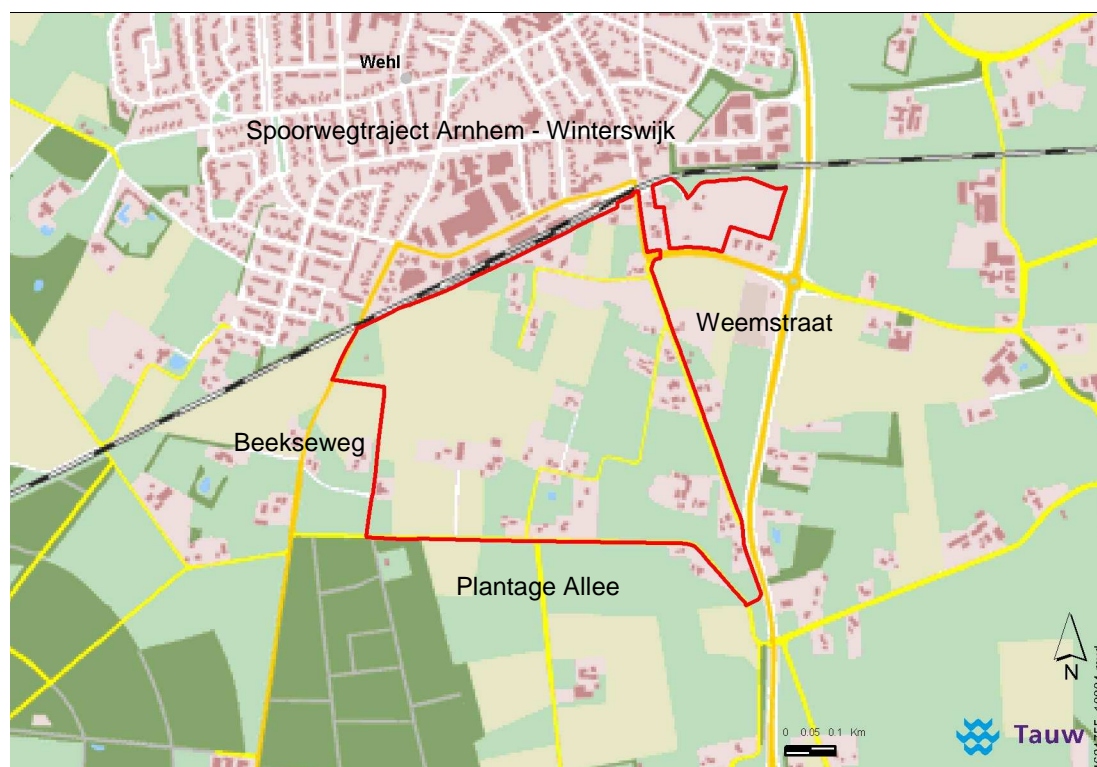 Wehl
Spoorwegtraject Arnhem - Winterswijk
Weemstraat
Beekseweg
Plantage Allee
N
0 0.05 0.1 Km
Tauw